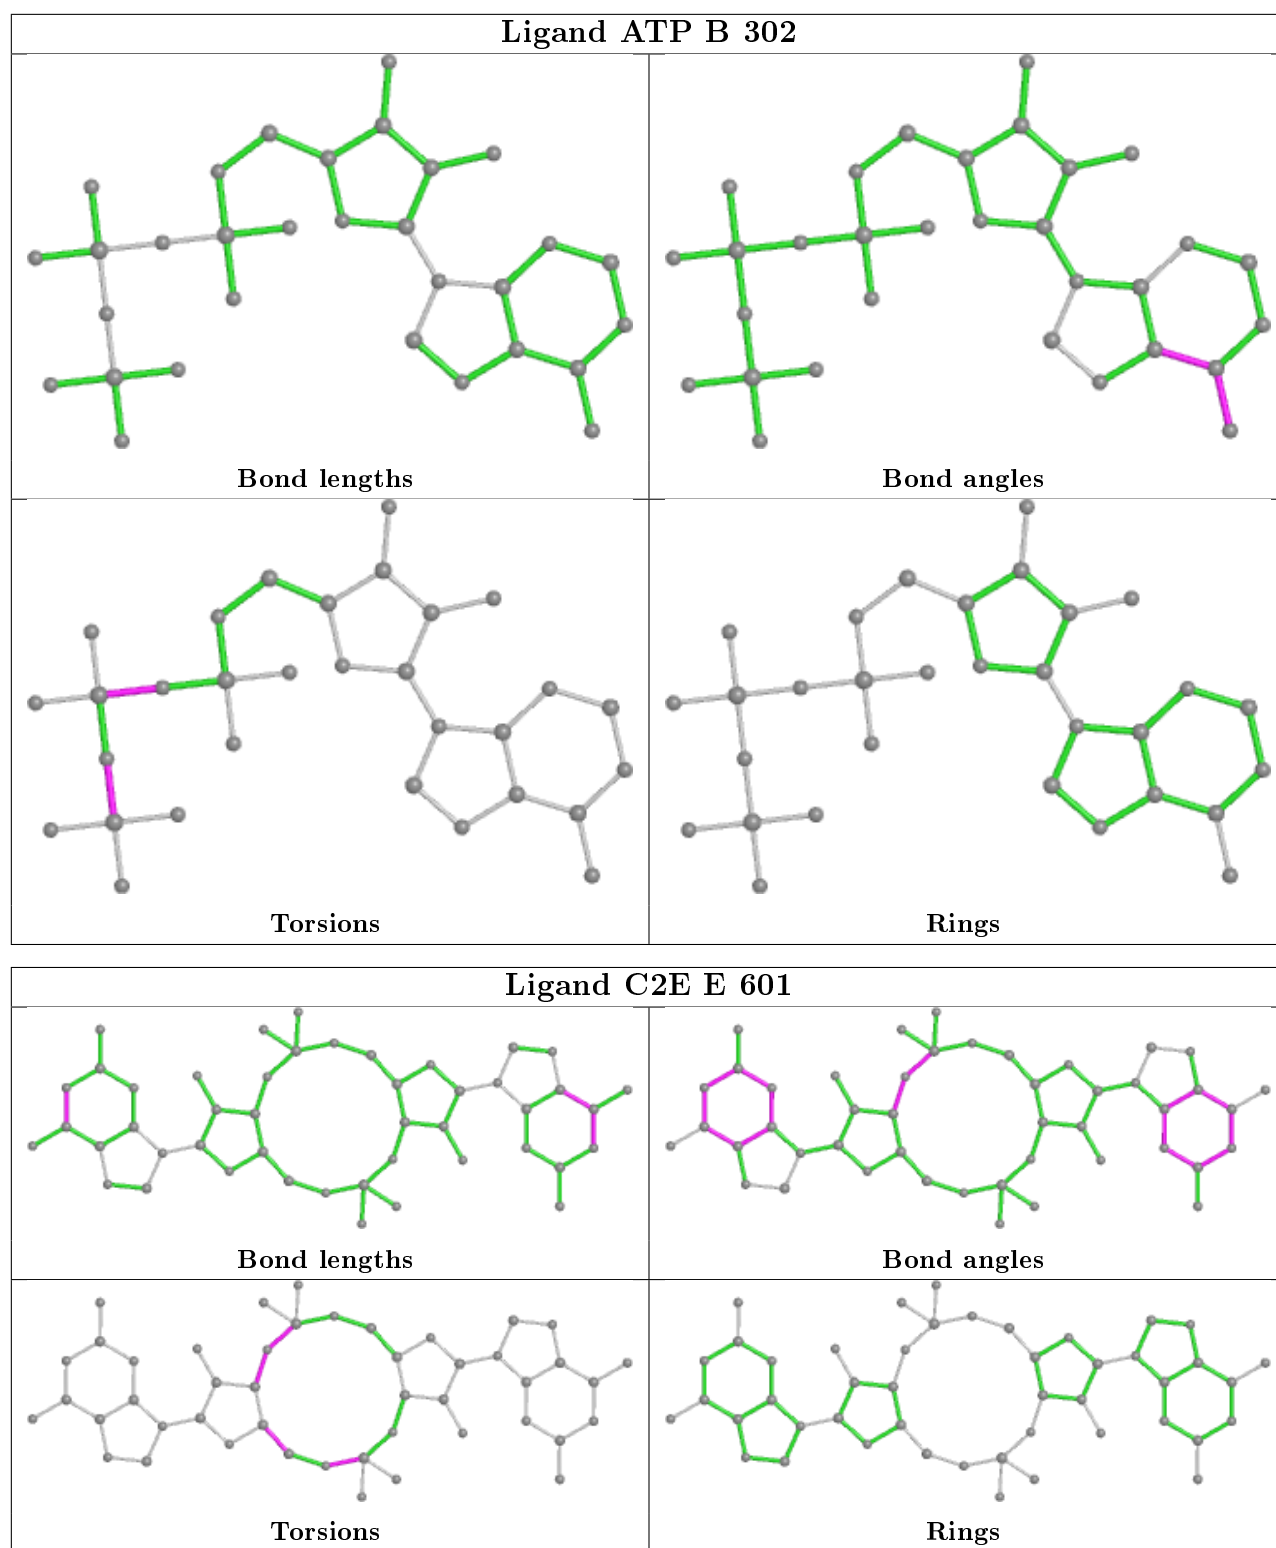 Ligand ATP B 302
Bond lengths
Bond angles
Torsions
Rings
Ligand C2E E 601
Bond lengths
Bond angles
Torsions
Rings